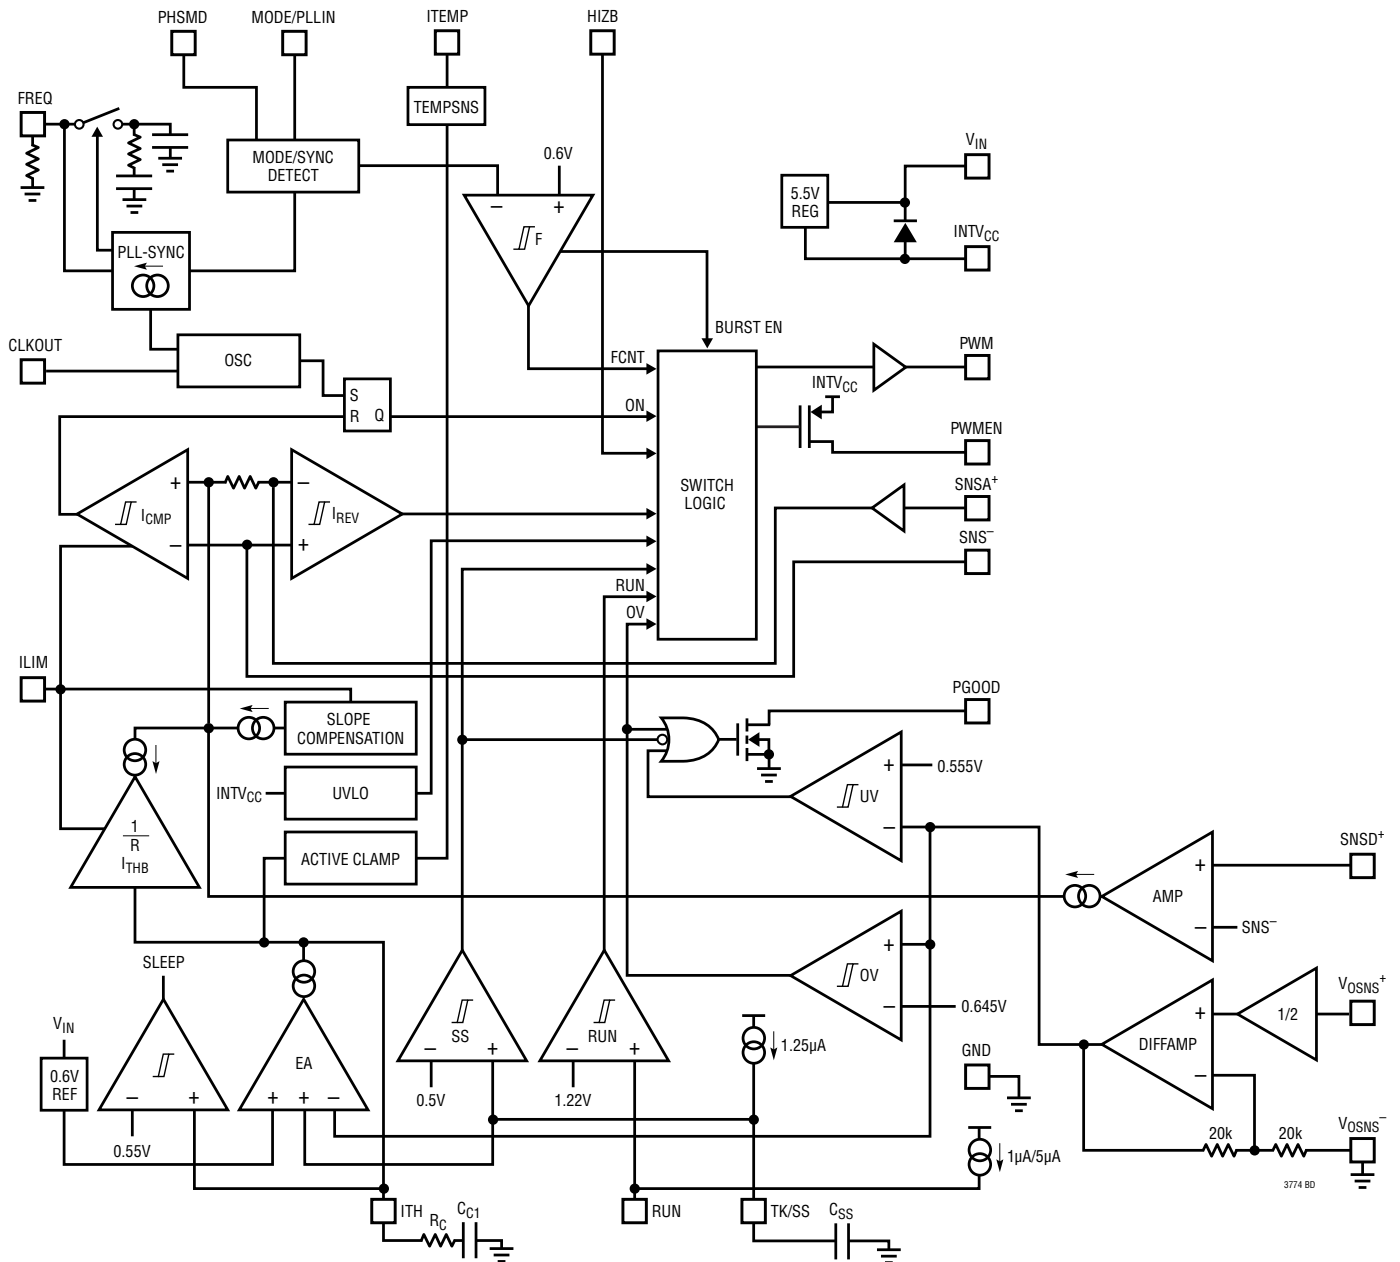 PHSMD
MODE/PLLIN
ITEMP
HIZB
FREQ
TEMPSNS
MODE/SYNC
DETECT
0.6V
VIN
5.5V
REG
INTVCC
– +
F
PLL-SYNC
BURST EN
CLKOUT
OSC
FCNT
PWM
S
R Q
ON
INTVCC
PWMEN
SWITCH
LOGIC
SNSA+
+
–
ICMP
–
+
IREV
SNS–
RUN
OV
ILIM
PGOOD
SLOPE
COMPENSATION
+
–
UV
0.555V
INTVCC
UVLO
1
R
ITHB
ACTIVE CLAMP
SNSD+
+
–
AMP
SNS–
SLEEP
+
–
OV
0.645V
VOSNS+
1/2
+
–
DIFFAMP
VIN
0.6V
REF
– +
EA
+ + –
SS
– +
RUN
– +
1.25µA
GND
0.5V
1.22V
0.55V
20k
20k
VOSNS–
1µA/5µA
3774 BD
ITH
RC
CC1
RUN
TK/SS
CSS